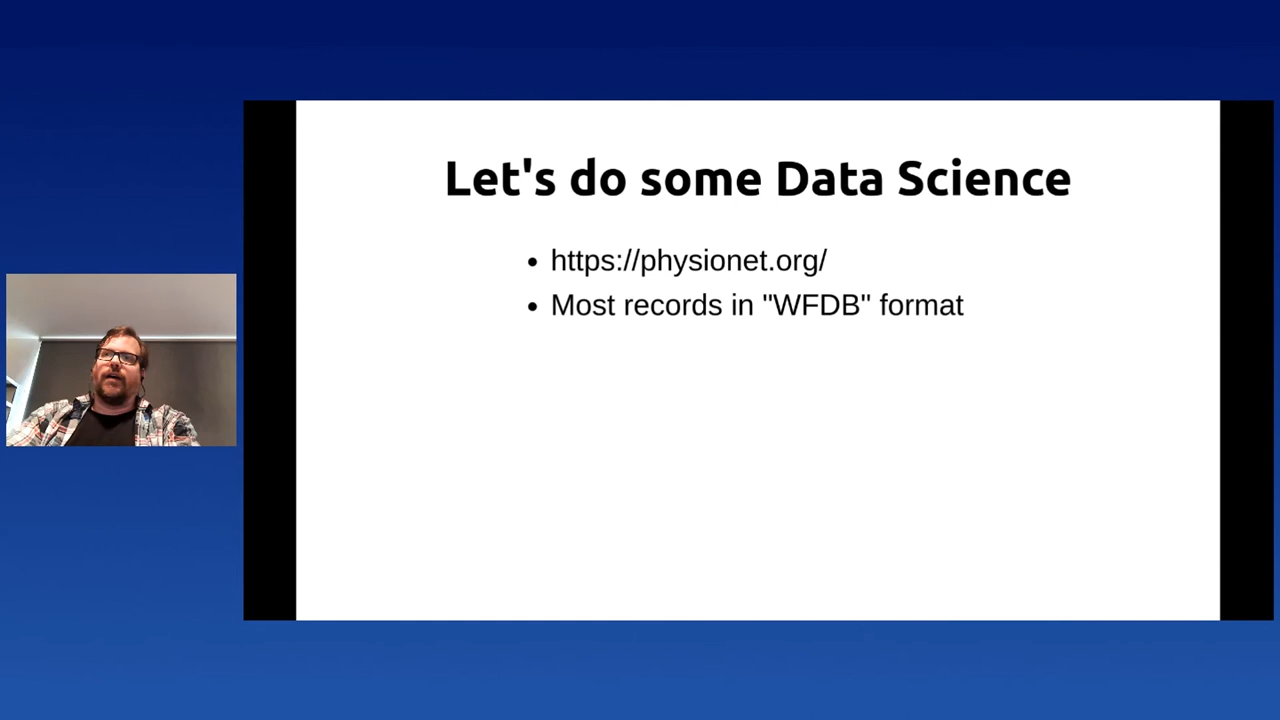 Let's do some Data Science
• https://physionet.org/
• Most records in "WFDB" format